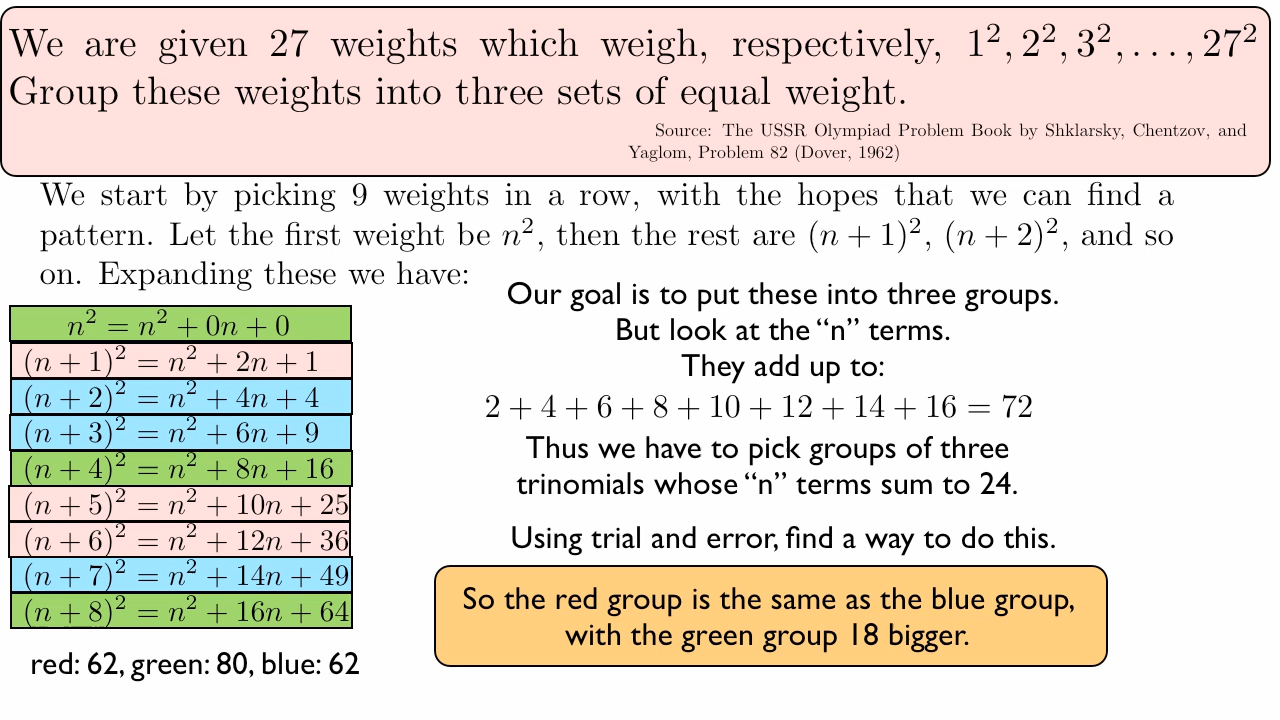 We are given 27 weights which weigh, respectively, 1², 2², 3², . . . , 27²
Group these weights into three sets of equal weight.
Source: The USSR Olympiad Problem Book by Shklarsky, Chentzov, and
Yaglom, Problem 82 (Dover, 1962)
We start by picking 9 weights in a row, with the hopes that we can find a
pattern. Let the first weight be n², then the rest are (n + 1)², (n + 2)², and so
on. Expanding these we have:
n² = n² + 0n + 0
(n + 1)² = n² + 2n + 1
(n + 2)² = n² + 4n + 4
(n + 3)² = n² + 6n + 9
(n + 4)² = n² + 8n + 16
(n + 5)² = n² + 10n + 25
(n + 6)² = n² + 12n + 36
(n + 7)² = n² + 14n + 49
(n + 8)² = n² + 16n + 64
red: 62, green: 80, blue: 62
Our goal is to put these into three groups.
But look at the “n” terms.
They add up to:
2 + 4 + 6 + 8 + 10 + 12 + 14 + 16 = 72
Thus we have to pick groups of three
trinomials whose “n” terms sum to 24.
Using trial and error, find a way to do this.
So the red group is the same as the blue group,
with the green group 18 bigger.